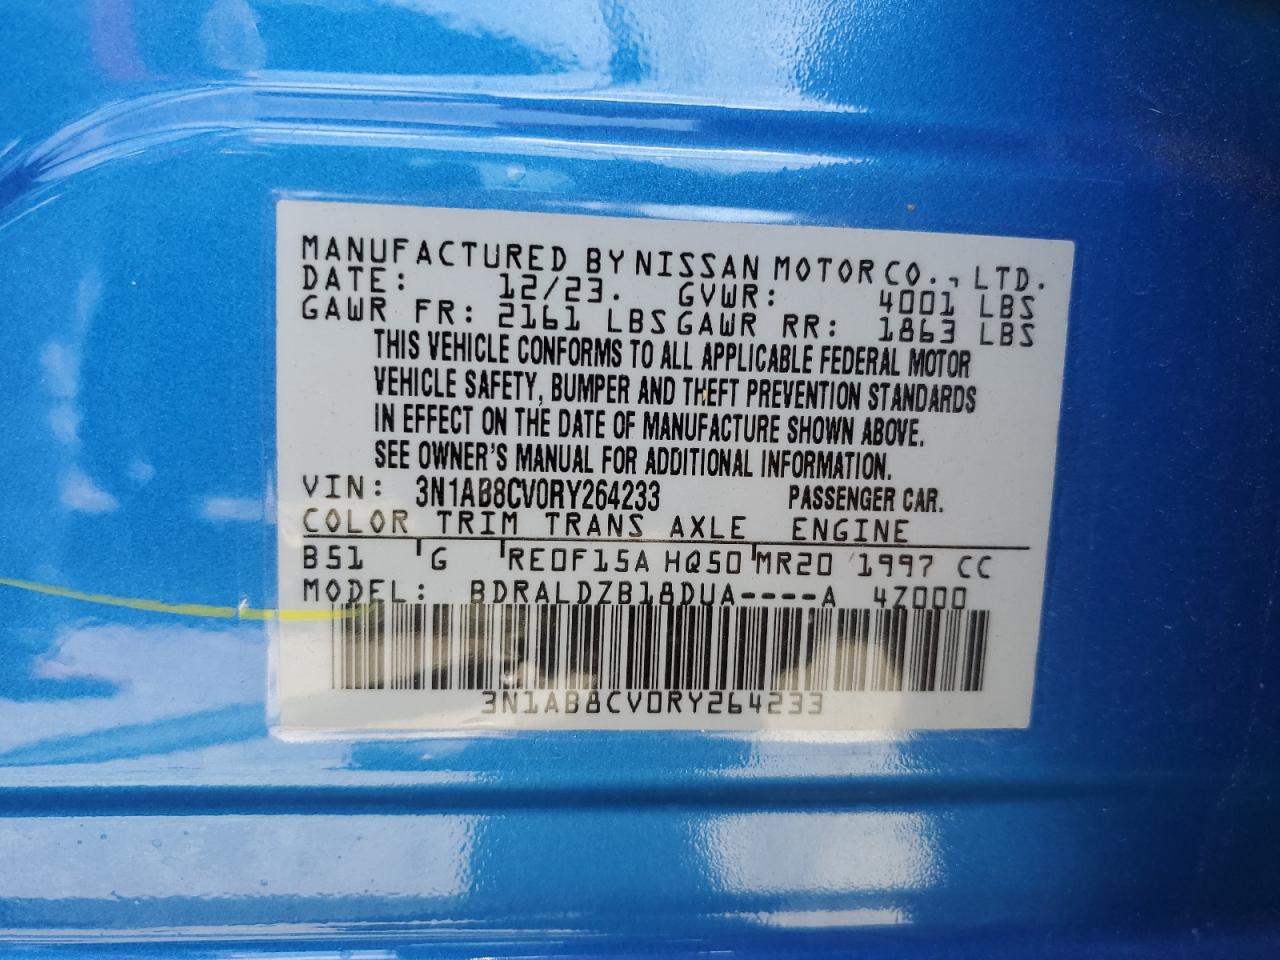 MANUFACTURED BY NISSAN MOTOR CO., LTD.
DATE: 12/23. GVWR: 4001 LBS
GAWR FR: 2161 LBS GAWR RR: 1863 LBS
THIS VEHICLE CONFORMS TO ALL APPLICABLE FEDERAL MOTOR
VEHICLE SAFETY, BUMPER AND THEFT PREVENTION STANDARDS
IN EFFECT ON THE DATE OF MANUFACTURE SHOWN ABOVE.
SEE OWNER'S MANUAL FOR ADDITIONAL INFORMATION.
VIN: 3N1AB8CV0RY264233 PASSENGER CAR.
COLOR TRIM TRANS AXLE ENGINE
B51 G RE0F15A HQ50 MR20 1997 CC
MODEL: BDRALDZB18DUA----A 4Z000
3N1AB8CV0RY264233